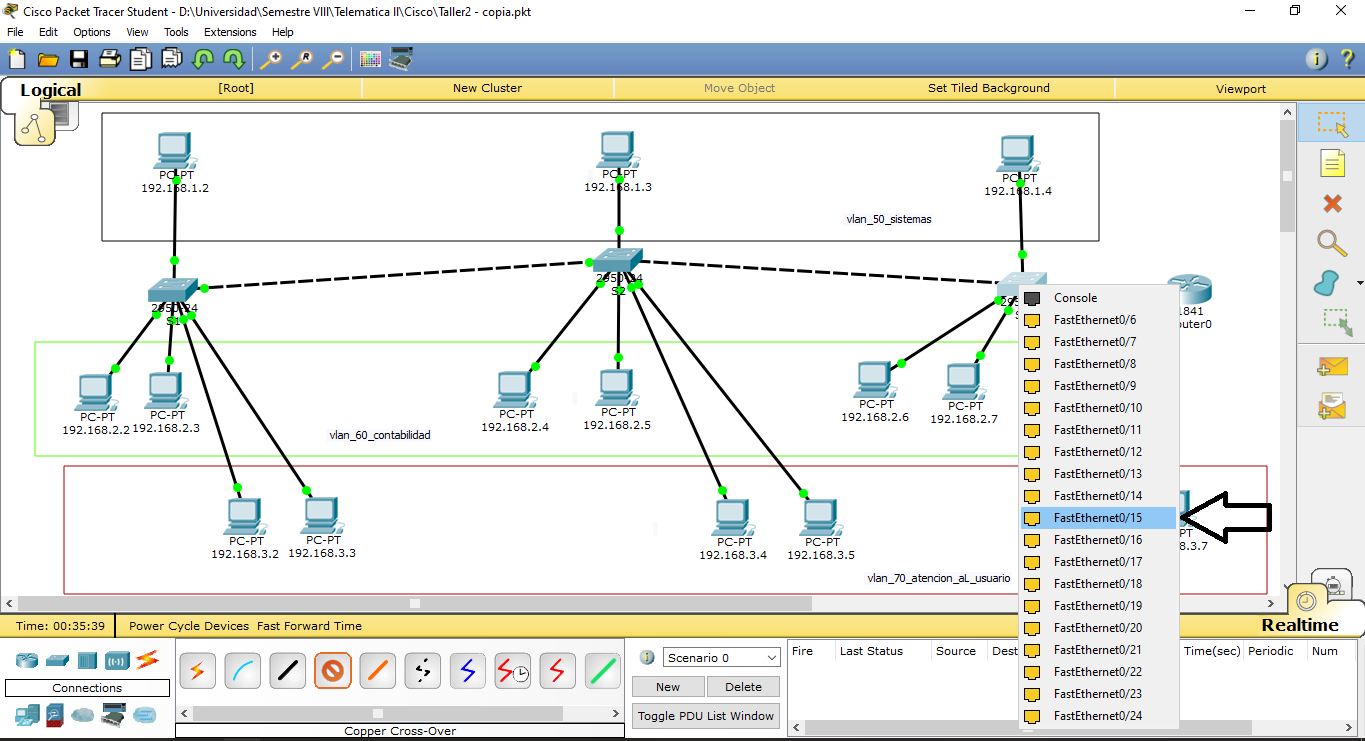 Cisco Packet Tracer Student - D:\Universidad\Semestre VIII\Telematica II\Cisco\Taller2 - copia.pkt
File Edit Options View Tools Extensions Help
Logical [Root] New Cluster Move Object Set Tiled Background Viewport
PC-PT
192.168.1.2
PC-PT
192.168.1.3
PC-PT
192.168.1.4
vlan_50_sistemas
2950-24
S1
2950-24
S2
1841
PC-PT
192.168.2.2
PC-PT
192.168.2.3
PC-PT
192.168.2.4
PC-PT
192.168.2.5
PC-PT
192.168.2.6
PC-PT
192.168.2.7
vlan_60_contabilidad
PC-PT
192.168.3.2
PC-PT
192.168.3.3
PC-PT
192.168.3.4
PC-PT
192.168.3.5
vlan_70_atencion_aL_usuario
Console
FastEthernet0/6
FastEthernet0/7
FastEthernet0/8
FastEthernet0/9
FastEthernet0/10
FastEthernet0/11
FastEthernet0/12
FastEthernet0/13
FastEthernet0/14
FastEthernet0/15
FastEthernet0/16
FastEthernet0/17
FastEthernet0/18
FastEthernet0/19
FastEthernet0/20
FastEthernet0/21
FastEthernet0/22
FastEthernet0/23
FastEthernet0/24
Time: 00:35:39 Power Cycle Devices Fast Forward Time
Realtime
Connections
Copper Cross-Over
Scenario 0
New Delete
Toggle PDU List Window
Fire Last Status Source Dest Time(sec) Periodic Num